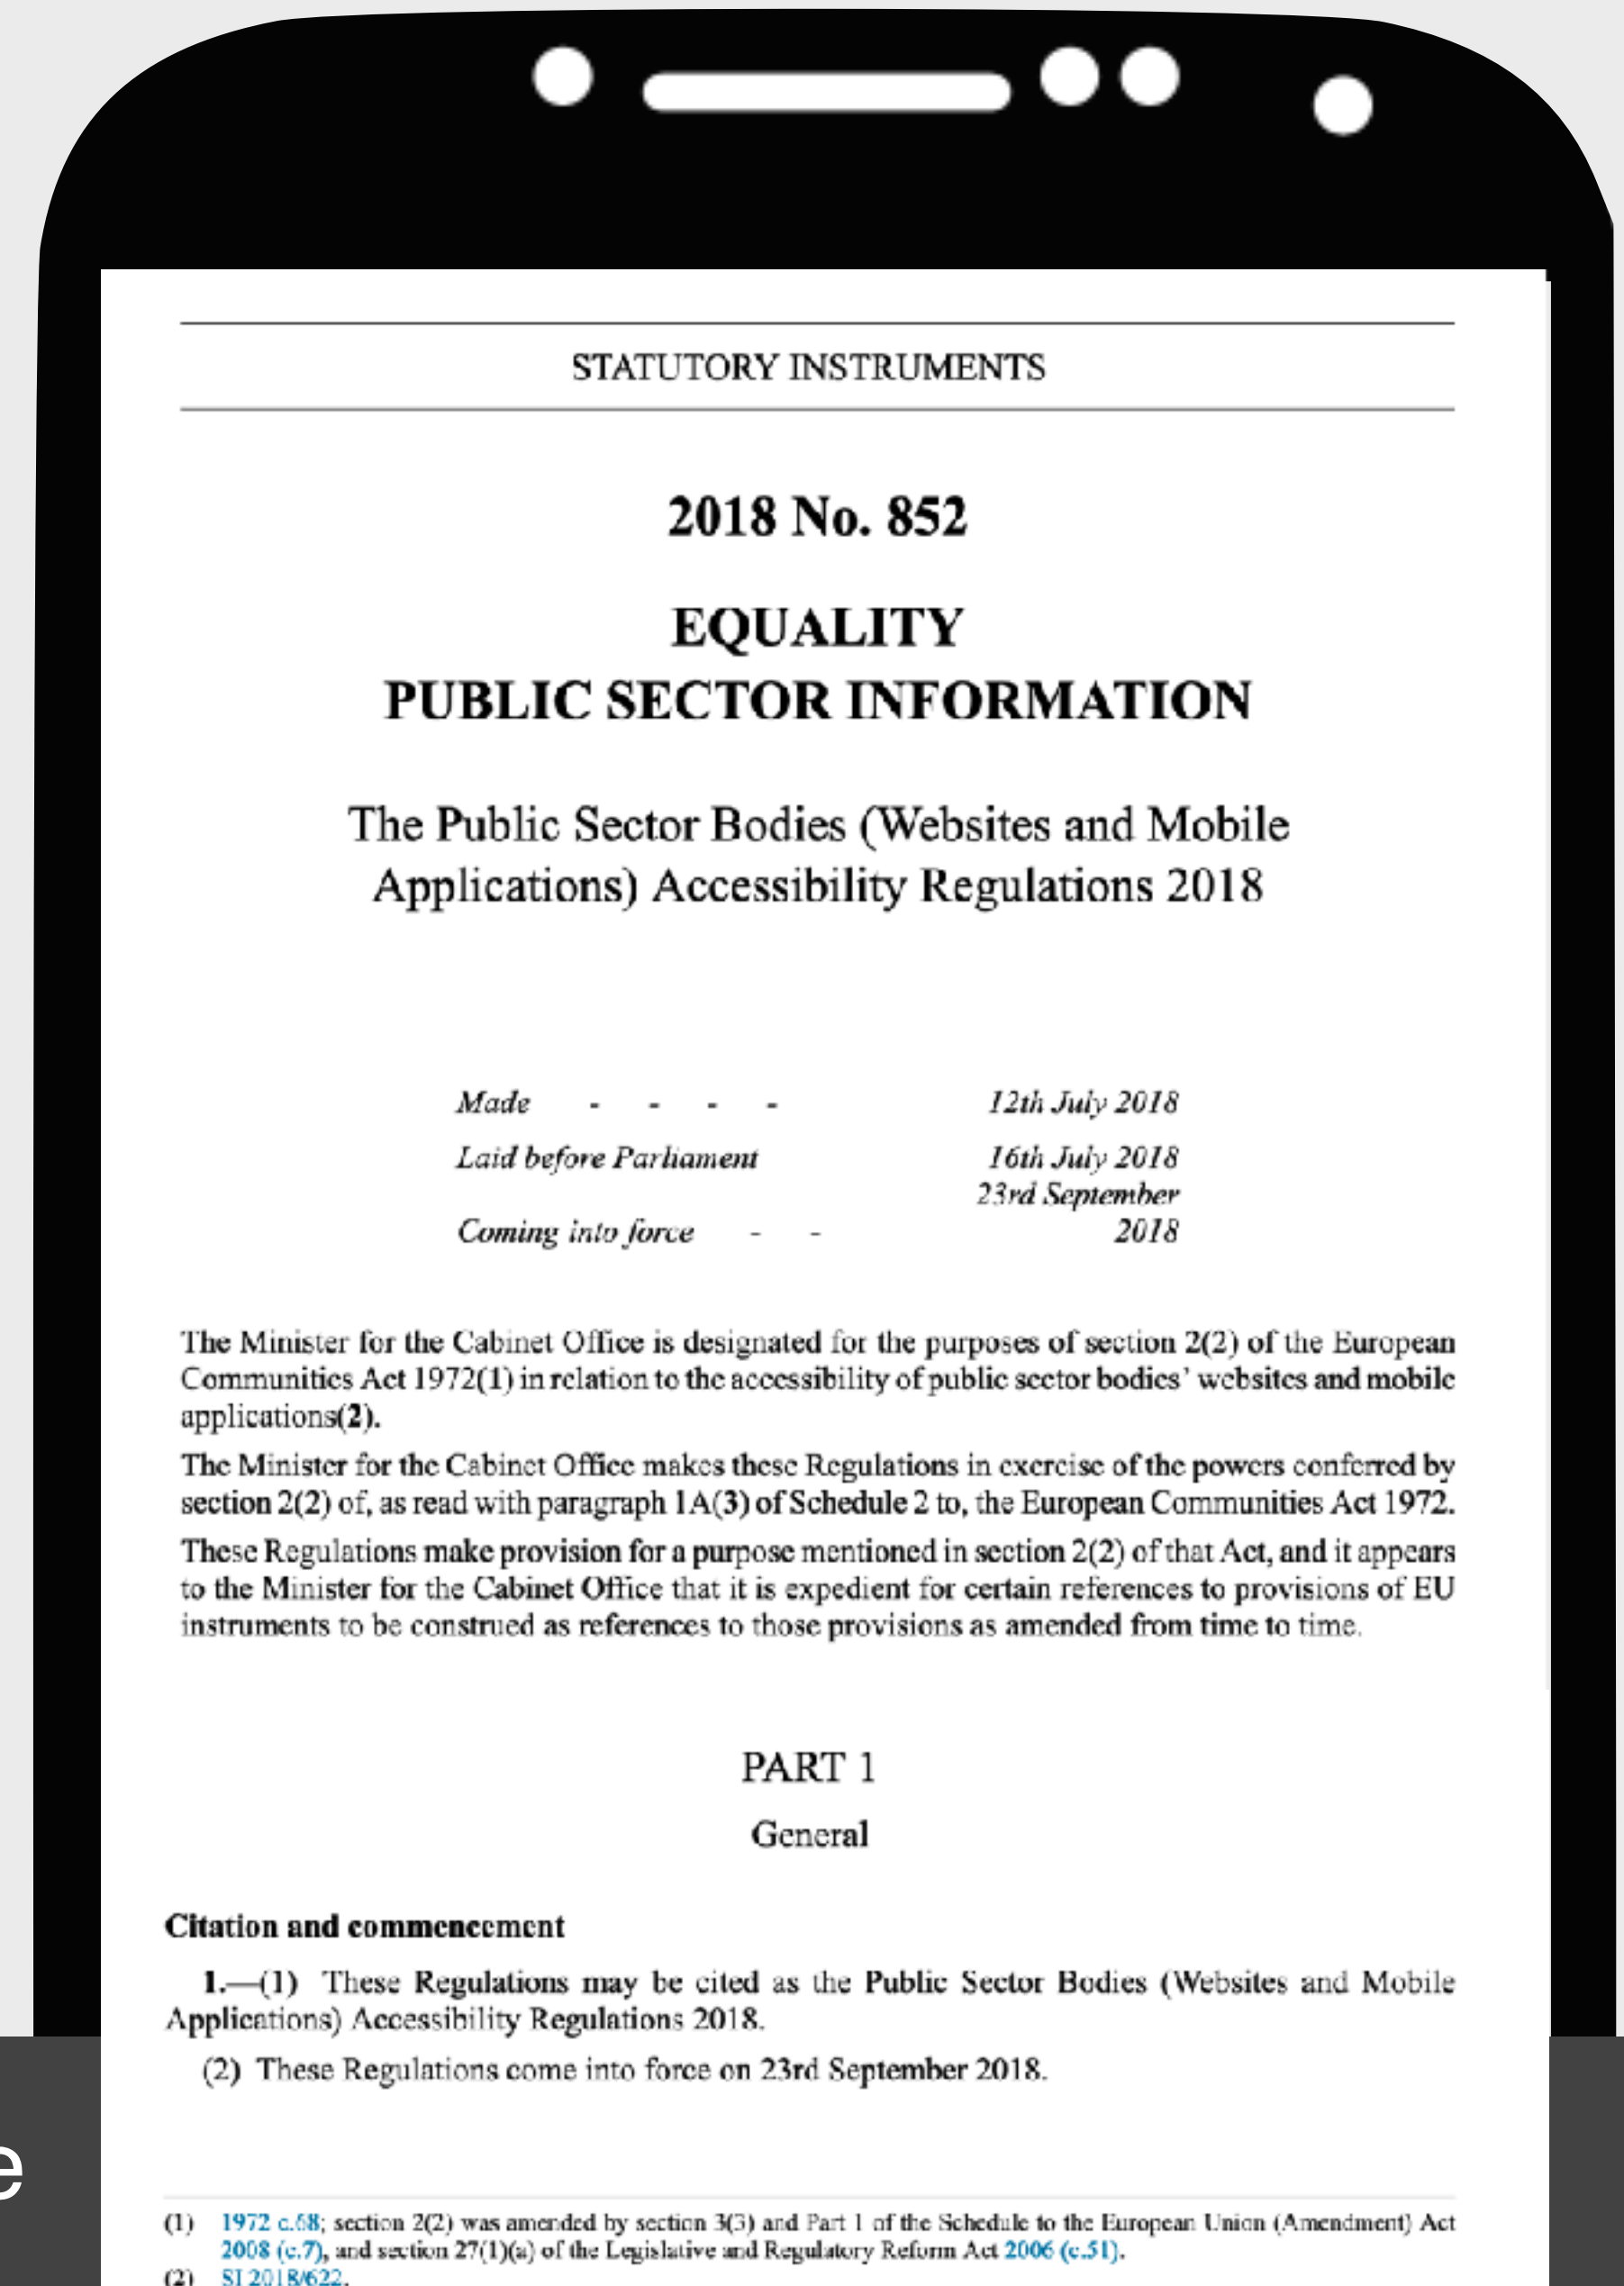 STATUTORY INSTRUMENTS
2018 No. 852
EQUALITY
PUBLIC SECTOR INFORMATION
The Public Sector Bodies (Websites and Mobile
Applications) Accessibility Regulations 2018
Made - - - - 12th July 2018
Laid before Parliament 16th July 2018
23rd September
Coming into force - - 2018
The Minister for the Cabinet Office is designated for the purposes of section 2(2) of the European
Communities Act 1972(1) in relation to the accessibility of public sector bodies’ websites and mobile
applications(2).
The Minister for the Cabinet Office makes these Regulations in exercise of the powers conferred by
section 2(2) of, as read with paragraph 1A(3) of Schedule 2 to, the European Communities Act 1972.
These Regulations make provision for a purpose mentioned in section 2(2) of that Act, and it appears
to the Minister for the Cabinet Office that it is expedient for certain references to provisions of EU
instruments to be construed as references to those provisions as amended from time to time.
PART 1
General
Citation and commencement
1.—(1) These Regulations may be cited as the Public Sector Bodies (Websites and Mobile
Applications) Accessibility Regulations 2018.
(2) These Regulations come into force on 23rd September 2018.
e
(1) 1972 c.68; section 2(2) was amended by section 3(3) and Part 1 of the Schedule to the European Union (Amendment) Act
2008 (c.7), and section 27(1)(a) of the Legislative and Regulatory Reform Act 2006 (c.51).
(2) SI 2018/622.